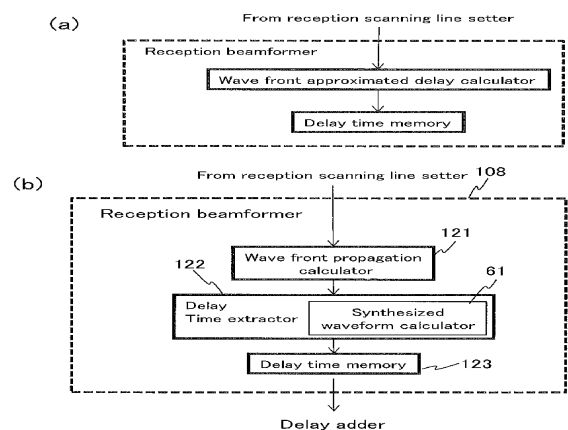 (a)
From reception scanning line setter
Reception beamformer
Wave front approximated delay calculator
Delay time memory
(b)
From reception scanning line setter
108
Reception beamformer
121
Wave front propagation
calculator
122
61
Delay
Time extractor
Synthesized
waveform calculator
Delay time memory
123
Delay adder